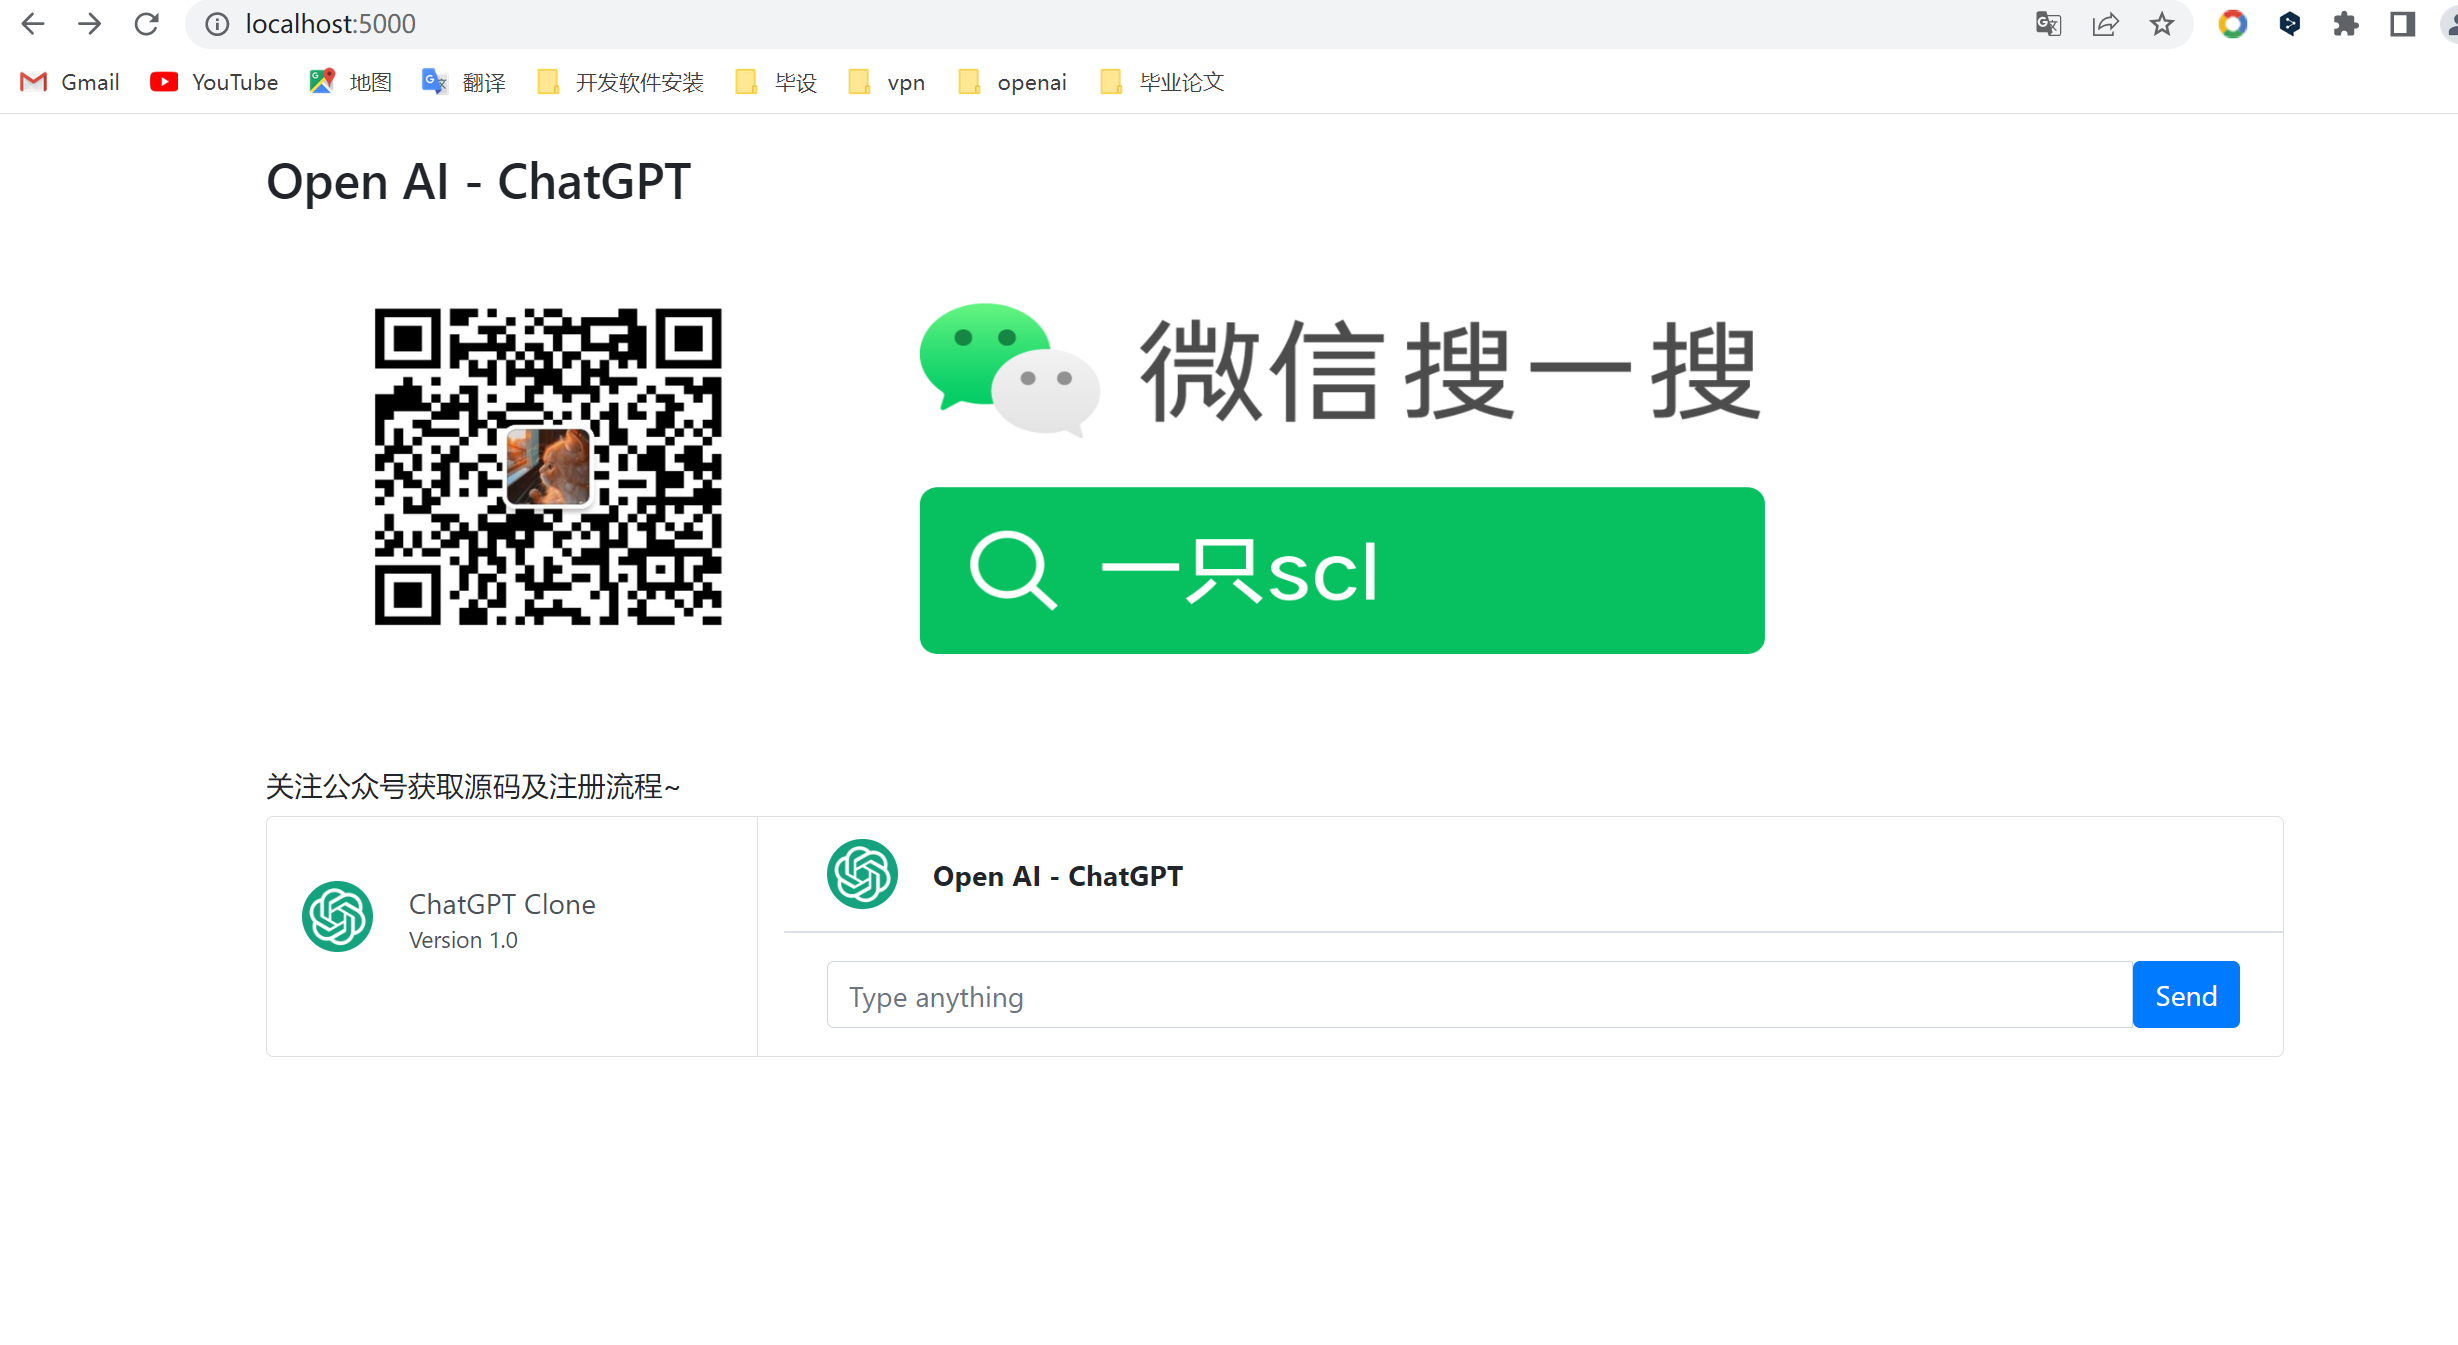 localhost:5000
Gmail YouTube 地图 翻译 开发软件安装 毕设 vpn openai 毕业论文
Open AI - ChatGPT
微信搜一搜
一只scl
关注公众号获取源码及注册流程~
ChatGPT Clone
Version 1.0
Open AI - ChatGPT
Type anything
Send